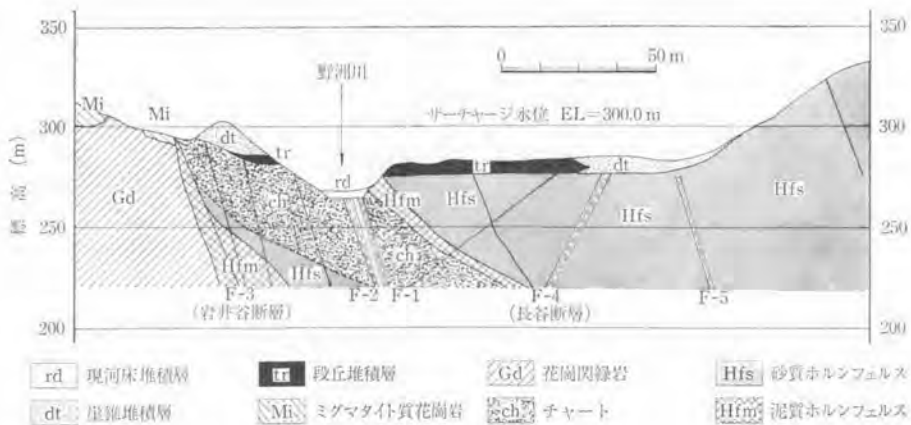 350
350
0 50 m
野洲川
Mi
Mi
サーチャージ水位 EL=300.0 m
300
300
dt
tr
tr
dt
rd
Hfs
標高 (m)
Gd
ch
Hfm
Hfs
Hfs
250
250
ch
Hfm
Hfs
F-3
F-2
F-1
F-4
F-5
(岩井谷断層)
(長谷断層)
200
200
rd 現河床堆積層
tr 段丘堆積層
Gd 花崗閃緑岩
Hfs 砂質ホルンフェルス
dt 崖錐堆積層
Mi ミグマタイト質花崗岩
ch チャート
Hfm 泥質ホルンフェルス